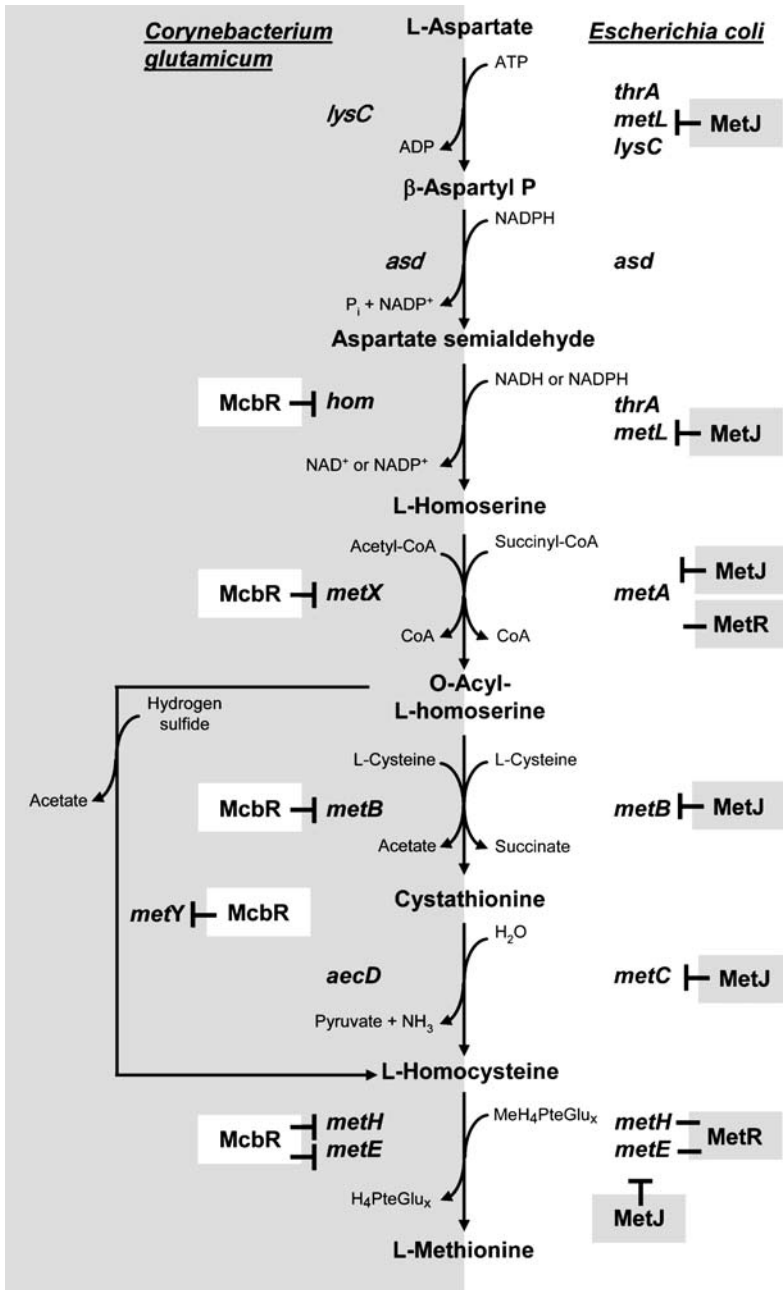 Corynebacterium
glutamicum
L-Aspartate
Escherichia coli
ATP
lysC
ADP
thrA
metL
lysC
MetJ
β-Aspartyl P
NADPH
asd
asd
Pᵢ + NADP⁺
Aspartate semialdehyde
NADH or NADPH
McbR
hom
thrA
metL
MetJ
NAD⁺ or NADP⁺
L-Homoserine
Acetyl-CoA
Succinyl-CoA
McbR
metX
metA
MetJ
MetR
CoA
CoA
O-Acyl-
L-homoserine
Hydrogen
sulfide
Acetate
L-Cysteine
L-Cysteine
McbR
metB
metB
MetJ
Acetate
Succinate
Cystathionine
metY
McbR
H₂O
aecD
metC
MetJ
Pyruvate + NH₃
L-Homocysteine
McbR
metH
metE
MeH₄PteGluₓ
metH
metE
MetR
H₄PteGluₓ
MetJ
L-Methionine